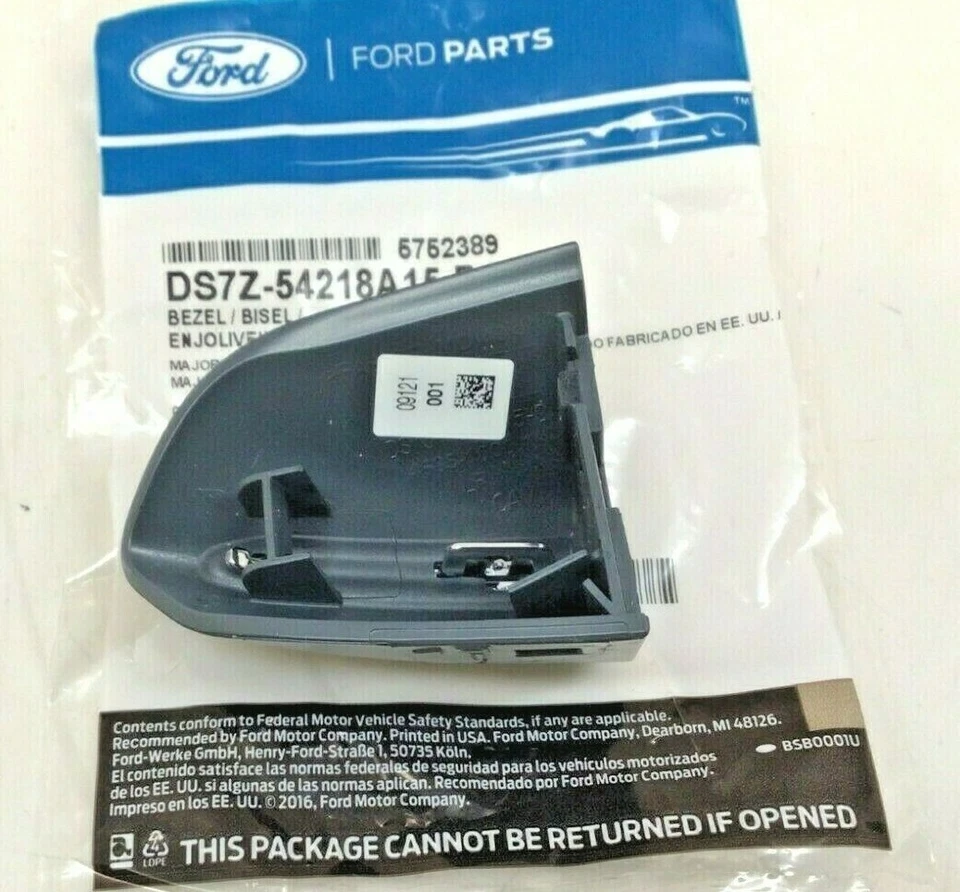 Ford | FORD PARTS
™
5752389
DS7Z-54218A15-
BEZEL / BISEL /
ENJOLIVE
FABRICADO EN EE. UU. /
MAJOR
09121
001
Contents conform to Federal Motor Vehicle Safety Standards, if any are applicable.
Recommended by Ford Motor Company. Printed in USA. Ford Motor Company, Dearborn, MI 48126.
Ford-Werke GmbH, Henry-Ford-Straße 1, 50735 Köln.
BSB0001U
El contenido satisface las normas federales de seguridad para los vehículos motorizados
de los EE. UU. si algunas de las normas aplican. Recomendado por Ford Motor Company.
Impreso en los EE. UU. © 2016, Ford Motor Company.
4
LDPE
THIS PACKAGE CANNOT BE RETURNED IF OPENED